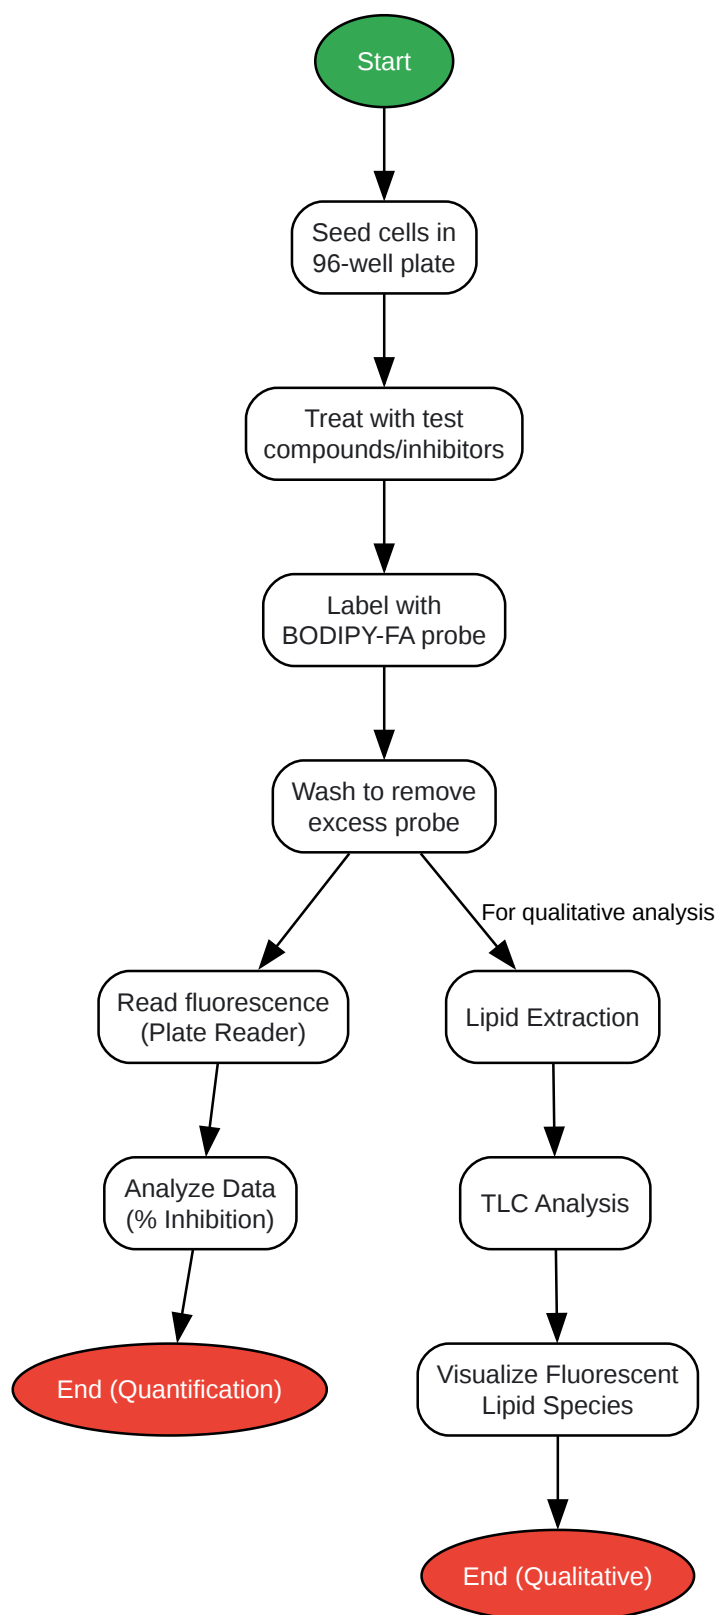 Start
Seed cells in
96-well plate
Treat with test
compounds/inhibitors
Label with
BODIPY-FA probe
Wash to remove
excess probe
For qualitative analysis
Read fluorescence
(Plate Reader)
Lipid Extraction
Analyze Data
(% Inhibition)
TLC Analysis
End (Quantification)
Visualize Fluorescent
Lipid Species
End (Qualitative)